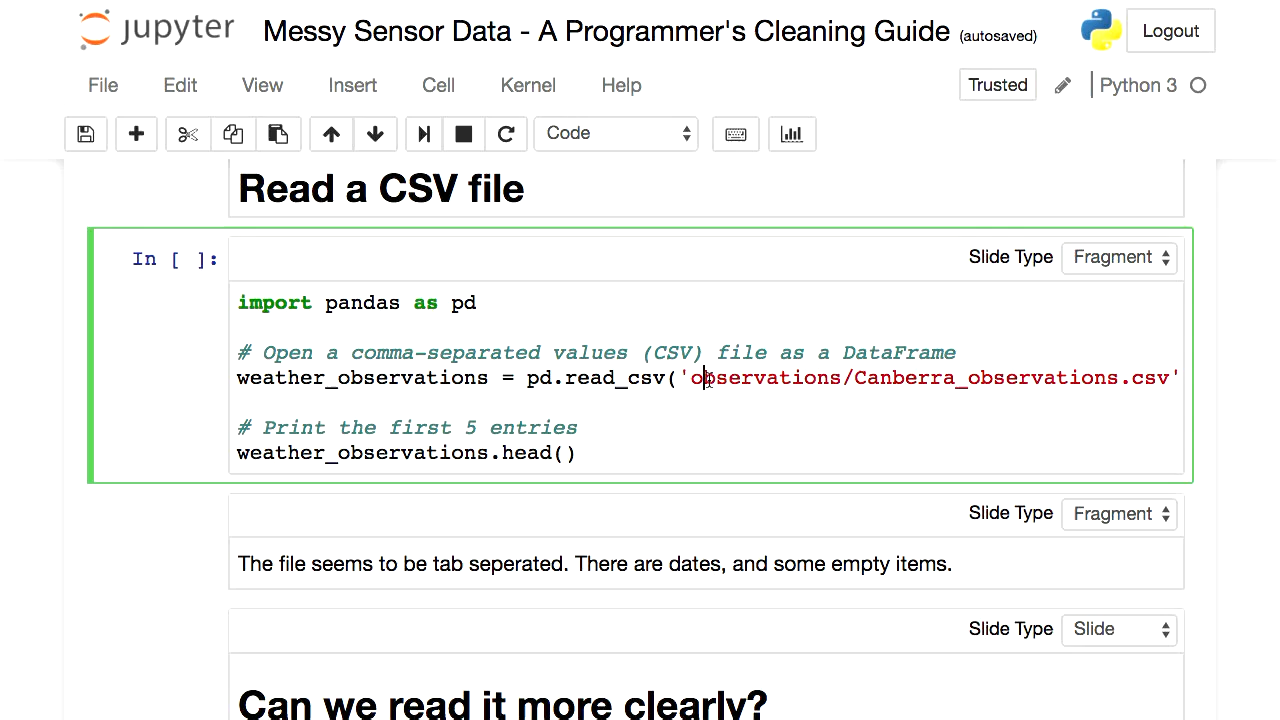 jupyter Messy Sensor Data - A Programmer's Cleaning Guide (autosaved) Logout
File Edit View Insert Cell Kernel Help Trusted Python 3
Code
Read a CSV file
In [ ]: Slide Type Fragment
import pandas as pd
# Open a comma-separated values (CSV) file as a DataFrame
weather_observations = pd.read_csv('observations/Canberra_observations.csv'
# Print the first 5 entries
weather_observations.head()
Slide Type Fragment
The file seems to be tab seperated. There are dates, and some empty items.
Slide Type Slide
Can we read it more clearly?